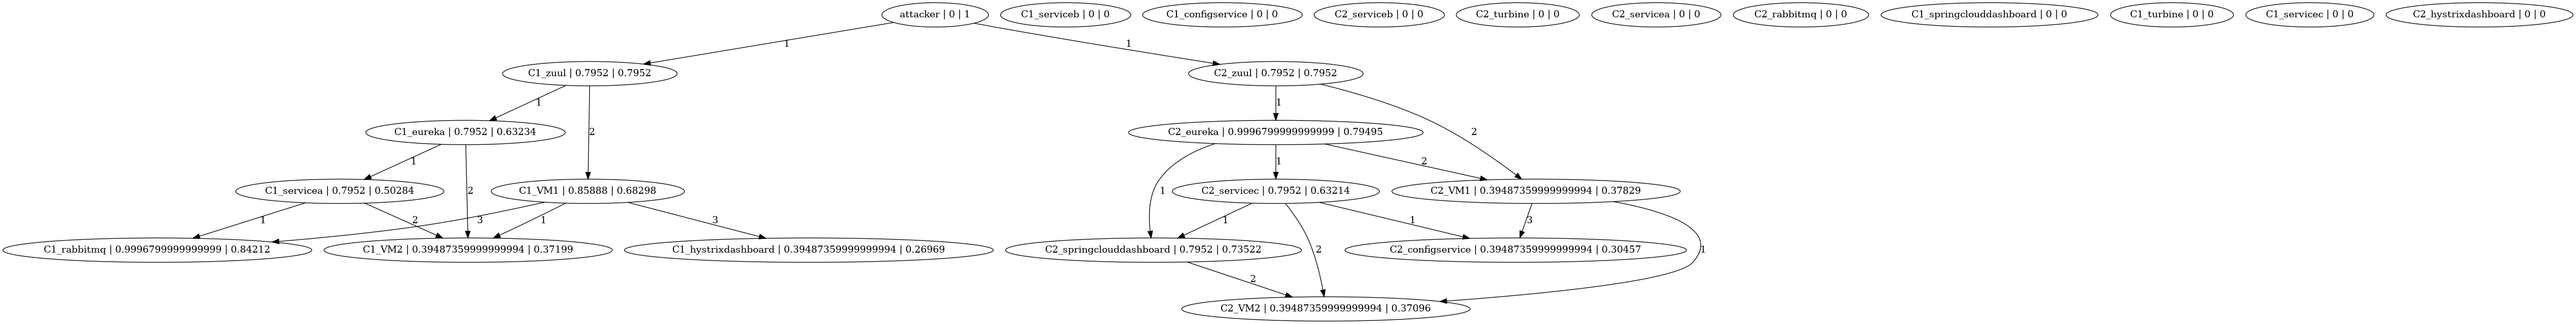 attacker | 0 | 1
C1_serviceb | 0 | 0
C1_configservice | 0 | 0
C2_serviceb | 0 | 0
C2_turbine | 0 | 0
C2_servicea | 0 | 0
C2_rabbitmq | 0 | 0
C1_springclouddashboard | 0 | 0
C1_turbine | 0 | 0
C1_servicec | 0 | 0
C2_hystrixdashboard | 0 | 0
1
1
C1_zuul | 0.7952 | 0.7952
C2_zuul | 0.7952 | 0.7952
1
2
1
2
C1_eureka | 0.7952 | 0.63234
C2_eureka | 0.9996799999999999 | 0.79495
1
2
1
1
2
C1_servicea | 0.7952 | 0.50284
C1_VM1 | 0.85888 | 0.68298
C2_servicec | 0.7952 | 0.63214
C2_VM1 | 0.39487359999999994 | 0.37829
1
2
3
1
3
1
2
1
3
1
C1_rabbitmq | 0.9996799999999999 | 0.84212
C1_VM2 | 0.39487359999999994 | 0.37199
C1_hystrixdashboard | 0.39487359999999994 | 0.26969
C2_springclouddashboard | 0.7952 | 0.73522
C2_configservice | 0.39487359999999994 | 0.30457
2
C2_VM2 | 0.39487359999999994 | 0.37096